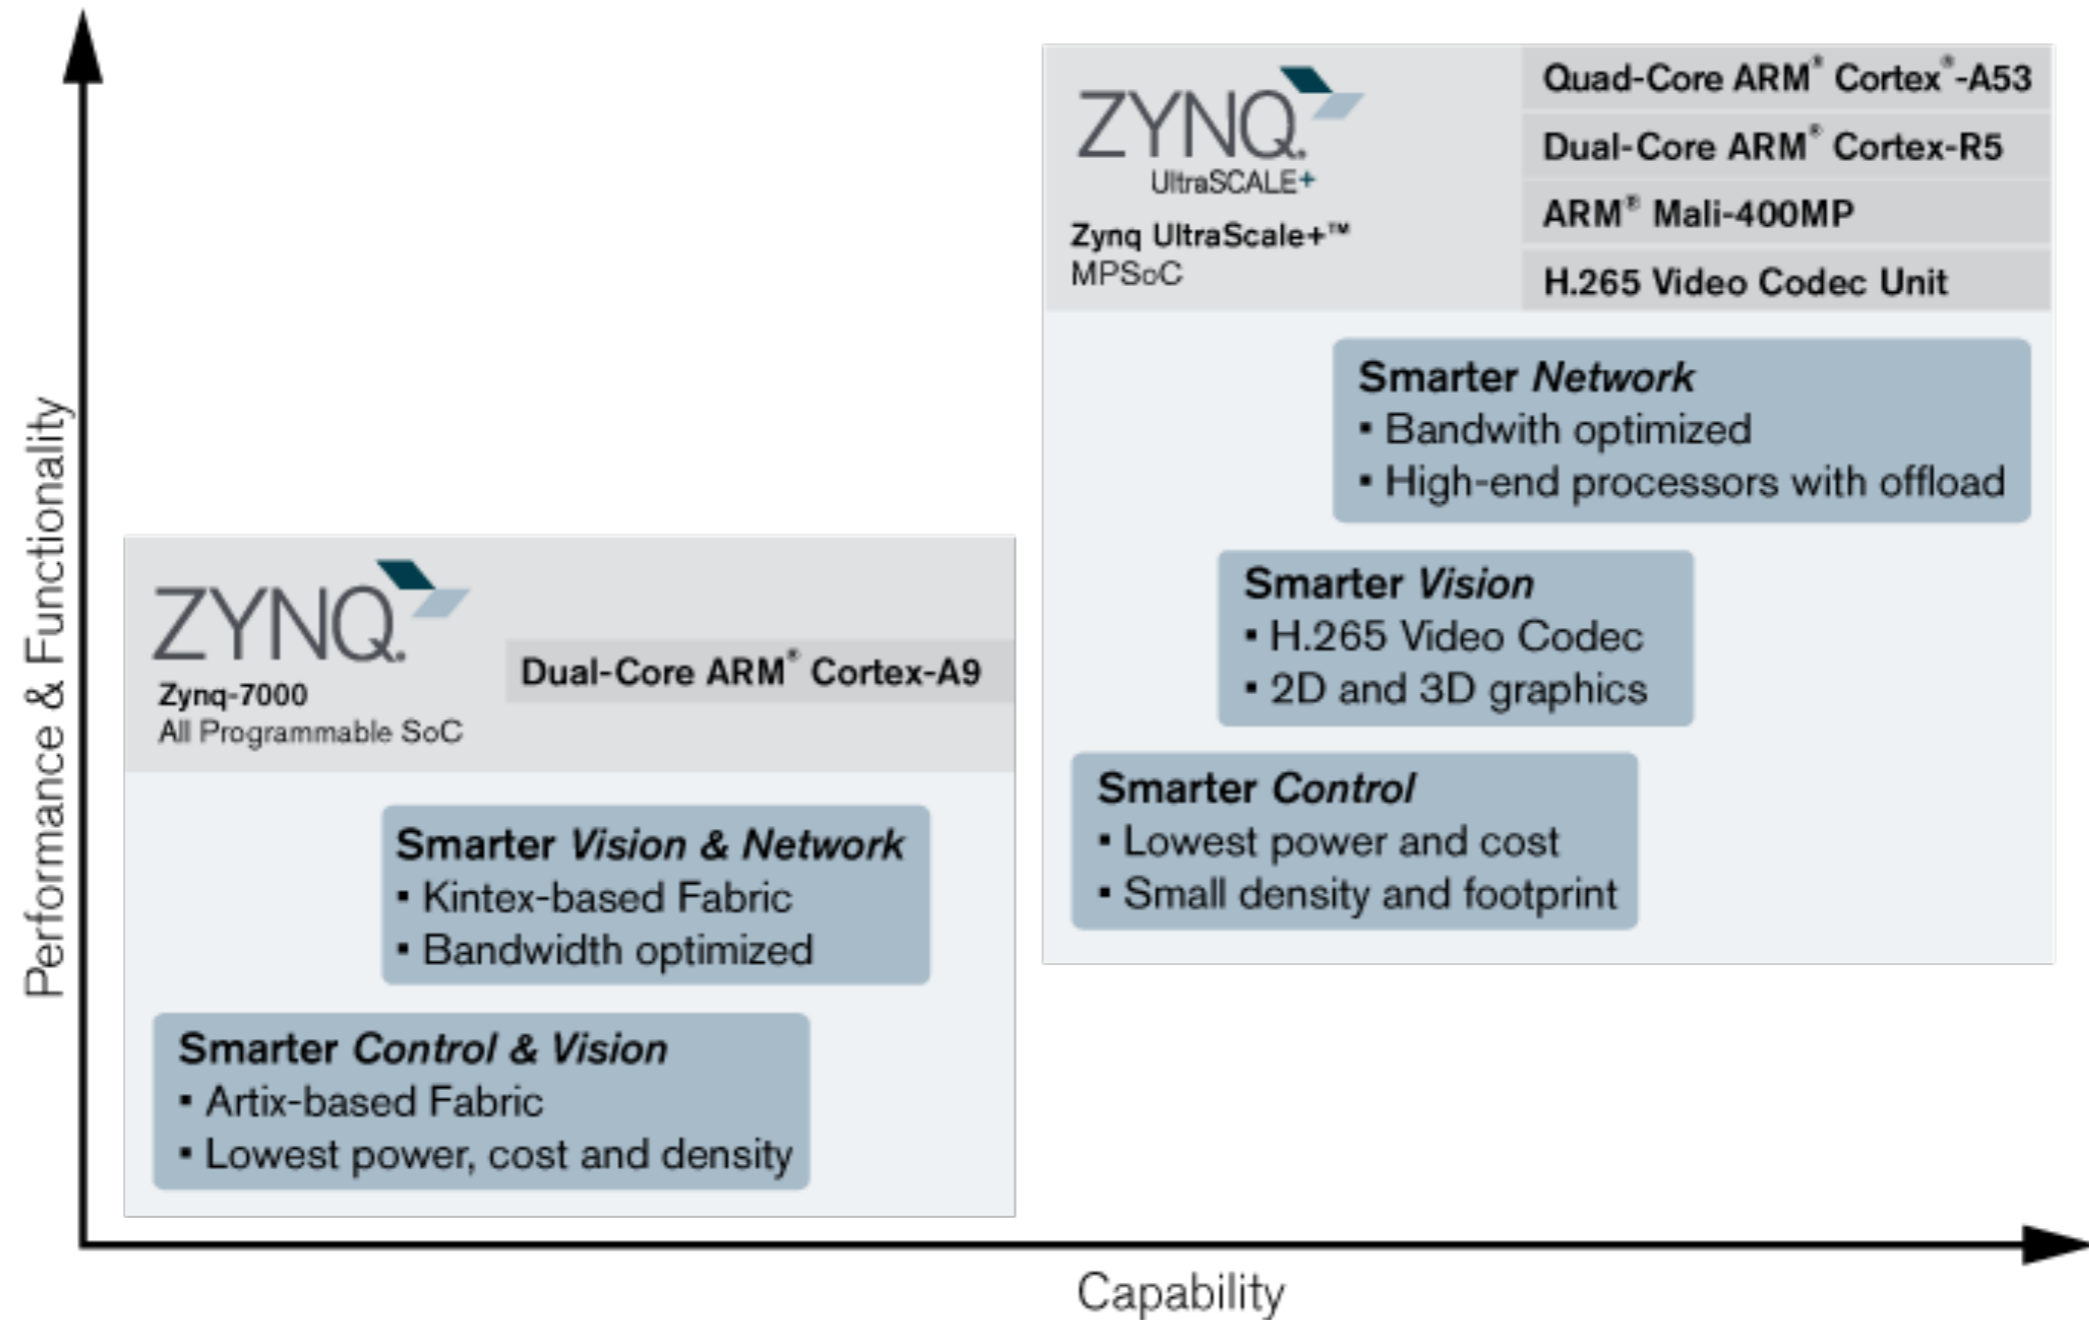 Performance & Functionality
ZYNQ.
UltraSCALE+
Zynq UltraScale+™
MPSoC
Quad-Core ARM® Cortex®-A53
Dual-Core ARM® Cortex-R5
ARM® Mali-400MP
H.265 Video Codec Unit
Smarter Network
▪ Bandwith optimized
▪ High-end processors with offload
Smarter Vision
▪ H.265 Video Codec
▪ 2D and 3D graphics
Smarter Control
▪ Lowest power and cost
▪ Small density and footprint
ZYNQ.
Zynq-7000
All Programmable SoC
Dual-Core ARM® Cortex-A9
Smarter Vision & Network
▪ Kintex-based Fabric
▪ Bandwidth optimized
Smarter Control & Vision
▪ Artix-based Fabric
▪ Lowest power, cost and density
Capability